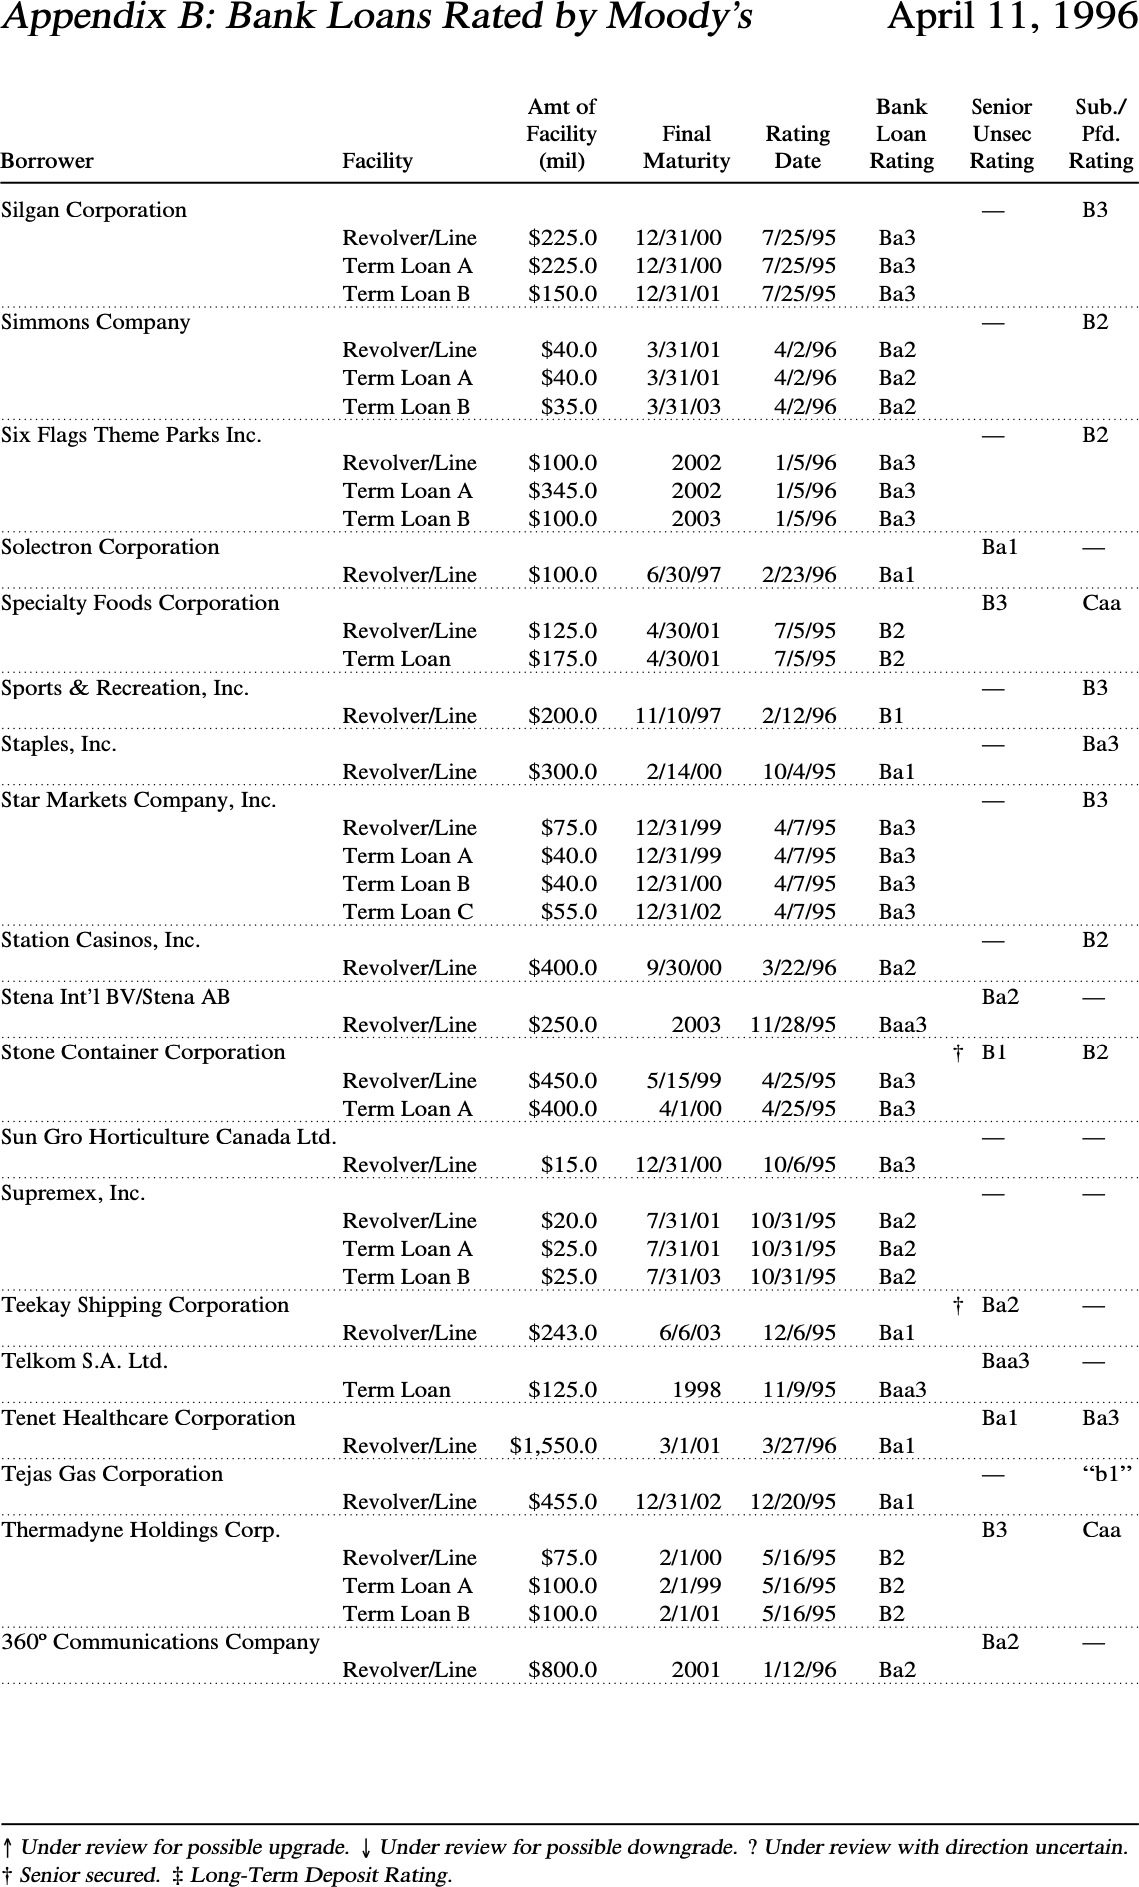 Appendix B: Bank Loans Rated by Moody's April 11, 1996
Amt of Bank Senior Sub./
Facility Final Rating Loan Unsec Pfd.
Borrower Facility (mil) Maturity Date Rating Rating Rating
Silgan Corporation — B3
Revolver/Line $225.0 12/31/00 7/25/95 Ba3
Term Loan A $225.0 12/31/00 7/25/95 Ba3
Term Loan B $150.0 12/31/01 7/25/95 Ba3
Simmons Company — B2
Revolver/Line $40.0 3/31/01 4/2/96 Ba2
Term Loan A $40.0 3/31/01 4/2/96 Ba2
Term Loan B $35.0 3/31/03 4/2/96 Ba2
Six Flags Theme Parks Inc. — B2
Revolver/Line $100.0 2002 1/5/96 Ba3
Term Loan A $345.0 2002 1/5/96 Ba3
Term Loan B $100.0 2003 1/5/96 Ba3
Solectron Corporation Ba1 —
Revolver/Line $100.0 6/30/97 2/23/96 Ba1
Specialty Foods Corporation B3 Caa
Revolver/Line $125.0 4/30/01 7/5/95 B2
Term Loan $175.0 4/30/01 7/5/95 B2
Sports & Recreation, Inc. — B3
Revolver/Line $200.0 11/10/97 2/12/96 B1
Staples, Inc. — Ba3
Revolver/Line $300.0 2/14/00 10/4/95 Ba1
Star Markets Company, Inc. — B3
Revolver/Line $75.0 12/31/99 4/7/95 Ba3
Term Loan A $40.0 12/31/99 4/7/95 Ba3
Term Loan B $40.0 12/31/00 4/7/95 Ba3
Term Loan C $55.0 12/31/02 4/7/95 Ba3
Station Casinos, Inc. — B2
Revolver/Line $400.0 9/30/00 3/22/96 Ba2
Stena Int'l BV/Stena AB Ba2 —
Revolver/Line $250.0 2003 11/28/95 Baa3
Stone Container Corporation † B1 B2
Revolver/Line $450.0 5/15/99 4/25/95 Ba3
Term Loan A $400.0 4/1/00 4/25/95 Ba3
Sun Gro Horticulture Canada Ltd. — —
Revolver/Line $15.0 12/31/00 10/6/95 Ba3
Supremex, Inc. — —
Revolver/Line $20.0 7/31/01 10/31/95 Ba2
Term Loan A $25.0 7/31/01 10/31/95 Ba2
Term Loan B $25.0 7/31/03 10/31/95 Ba2
Teekay Shipping Corporation † Ba2 —
Revolver/Line $243.0 6/6/03 12/6/95 Ba1
Telkom S.A. Ltd. Baa3 —
Term Loan $125.0 1998 11/9/95 Baa3
Tenet Healthcare Corporation Ba1 Ba3
Revolver/Line $1,550.0 3/1/01 3/27/96 Ba1
Tejas Gas Corporation — “b1”
Revolver/Line $455.0 12/31/02 12/20/95 Ba1
Thermadyne Holdings Corp. B3 Caa
Revolver/Line $75.0 2/1/00 5/16/95 B2
Term Loan A $100.0 2/1/99 5/16/95 B2
Term Loan B $100.0 2/1/01 5/16/95 B2
360º Communications Company Ba2 —
Revolver/Line $800.0 2001 1/12/96 Ba2
↑ Under review for possible upgrade. ↓ Under review for possible downgrade. ? Under review with direction uncertain.
† Senior secured. ‡ Long-Term Deposit Rating.